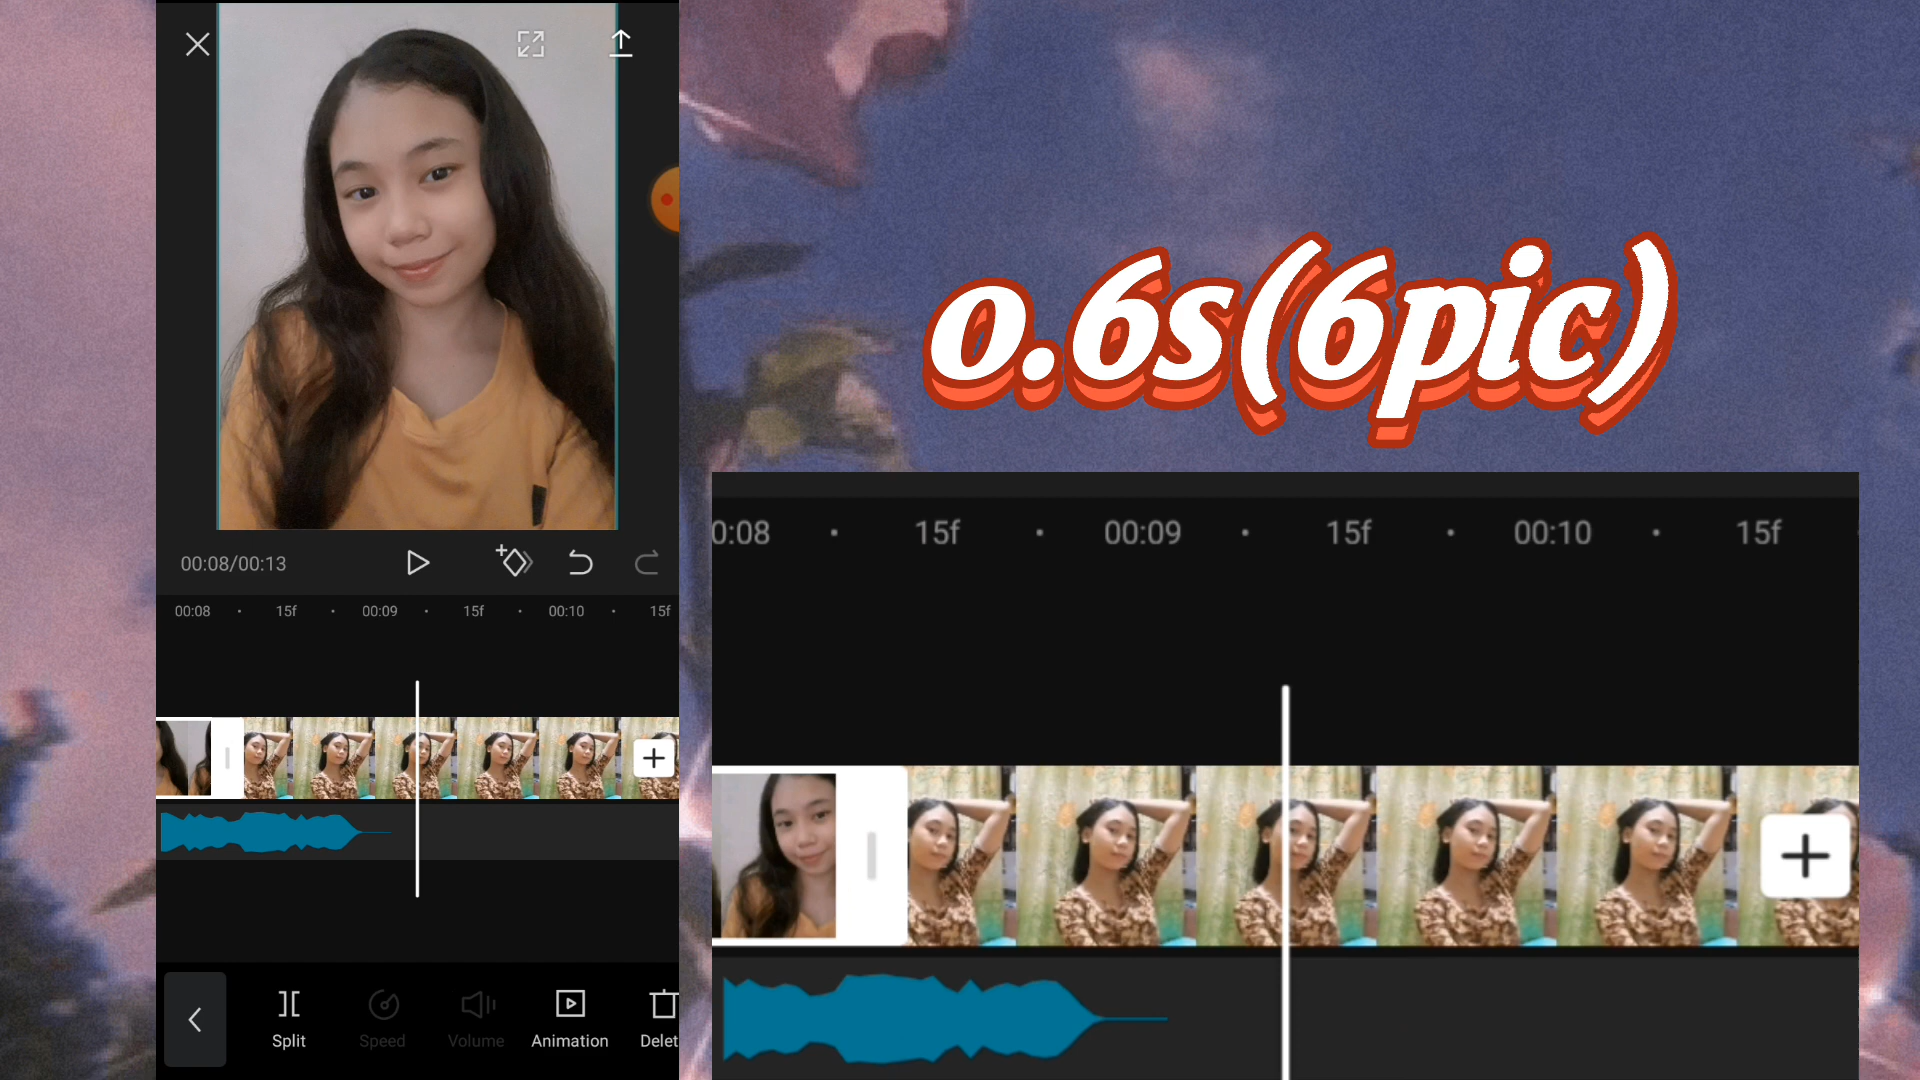 0.6s(6pic)
00:08/00:13
00:08 · 15f · 00:09 · 15f · 00:10 · 15f
0:08 · 15f · 00:09 · 15f · 00:10 · 15f
Split Speed Volume Animation Delet